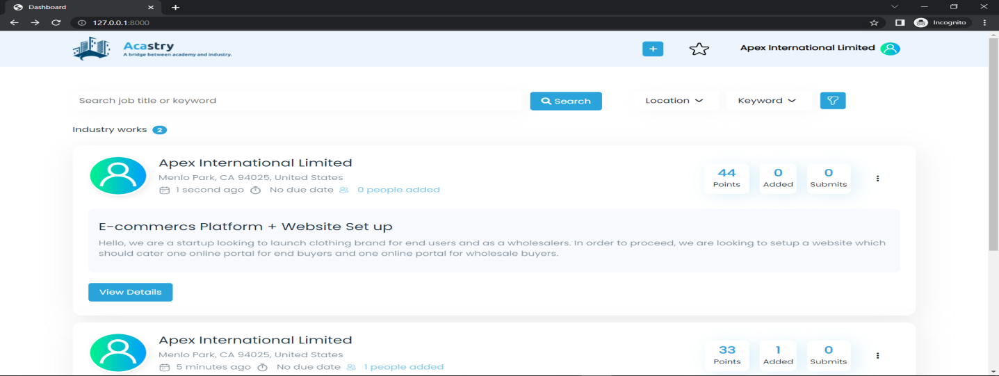 Dashboard
127.0.0.1:8000
Incognito
Acastry
A bridge between academy and industry.
+
Apex International Limited
Search job title or keyword
Search
Location
Keyword
Industry works 2
Apex International Limited
Menlo Park, CA 94025, United States
1 second ago No due date 0 people added
44 0 0
Points Added Submits
E-commercs Platform + Website Set up
Hello, we are a startup looking to launch clothing brand for end users and as a wholesalers. In order to proceed, we are looking to setup a website which
should cater one online portal for end buyers and one online portal for wholesale buyers.
View Details
Apex International Limited
Menlo Park, CA 94025, United States
5 minutes ago No due date 1 people added
33 1 0
Points Added Submits